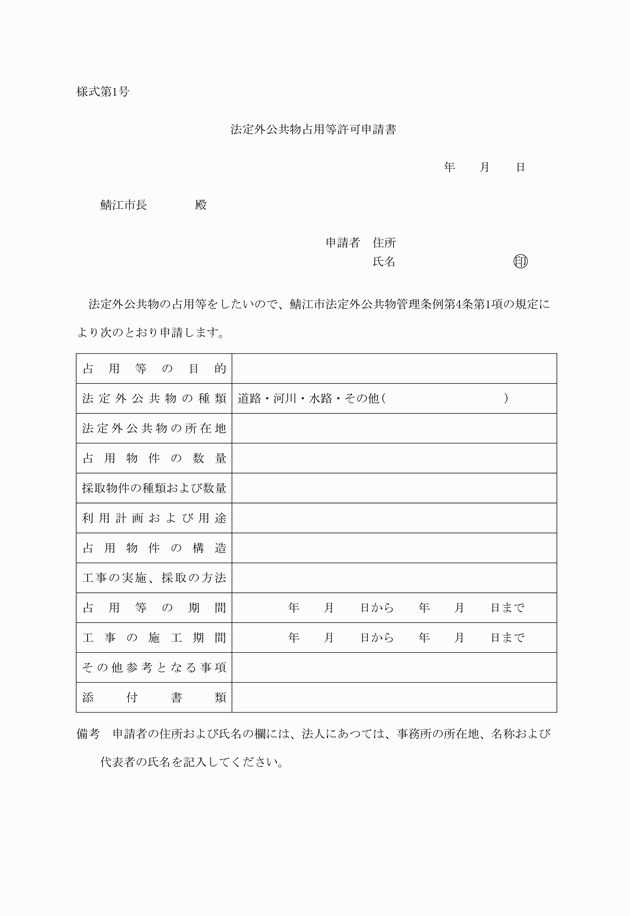 様式第1号
法定外公共物占用等許可申請書
年　　月　　日
鯖江市長　　　　殿
申請者　住所
氏名　　　　　　　　　　㊞
法定外公共物の占用等をしたいので、鯖江市法定外公共物管理条例第4条第1項の規定に
より次のとおり申請します。
占用等の目的
法定外公共物の種類　道路・河川・水路・その他(　　　　　　　　　　)
法定外公共物の所在地
占用物件の数量
採取物件の種類および数量
利用計画および用途
占用物件の構造
工事の実施、採取の方法
占用等の期間　年　　月　　日から　　年　　月　　日まで
工事の施工期間　年　　月　　日から　　年　　月　　日まで
その他参考となる事項
添付書類
備考　申請者の住所および氏名の欄には、法人にあつては、事務所の所在地、名称および
代表者の氏名を記入してください。